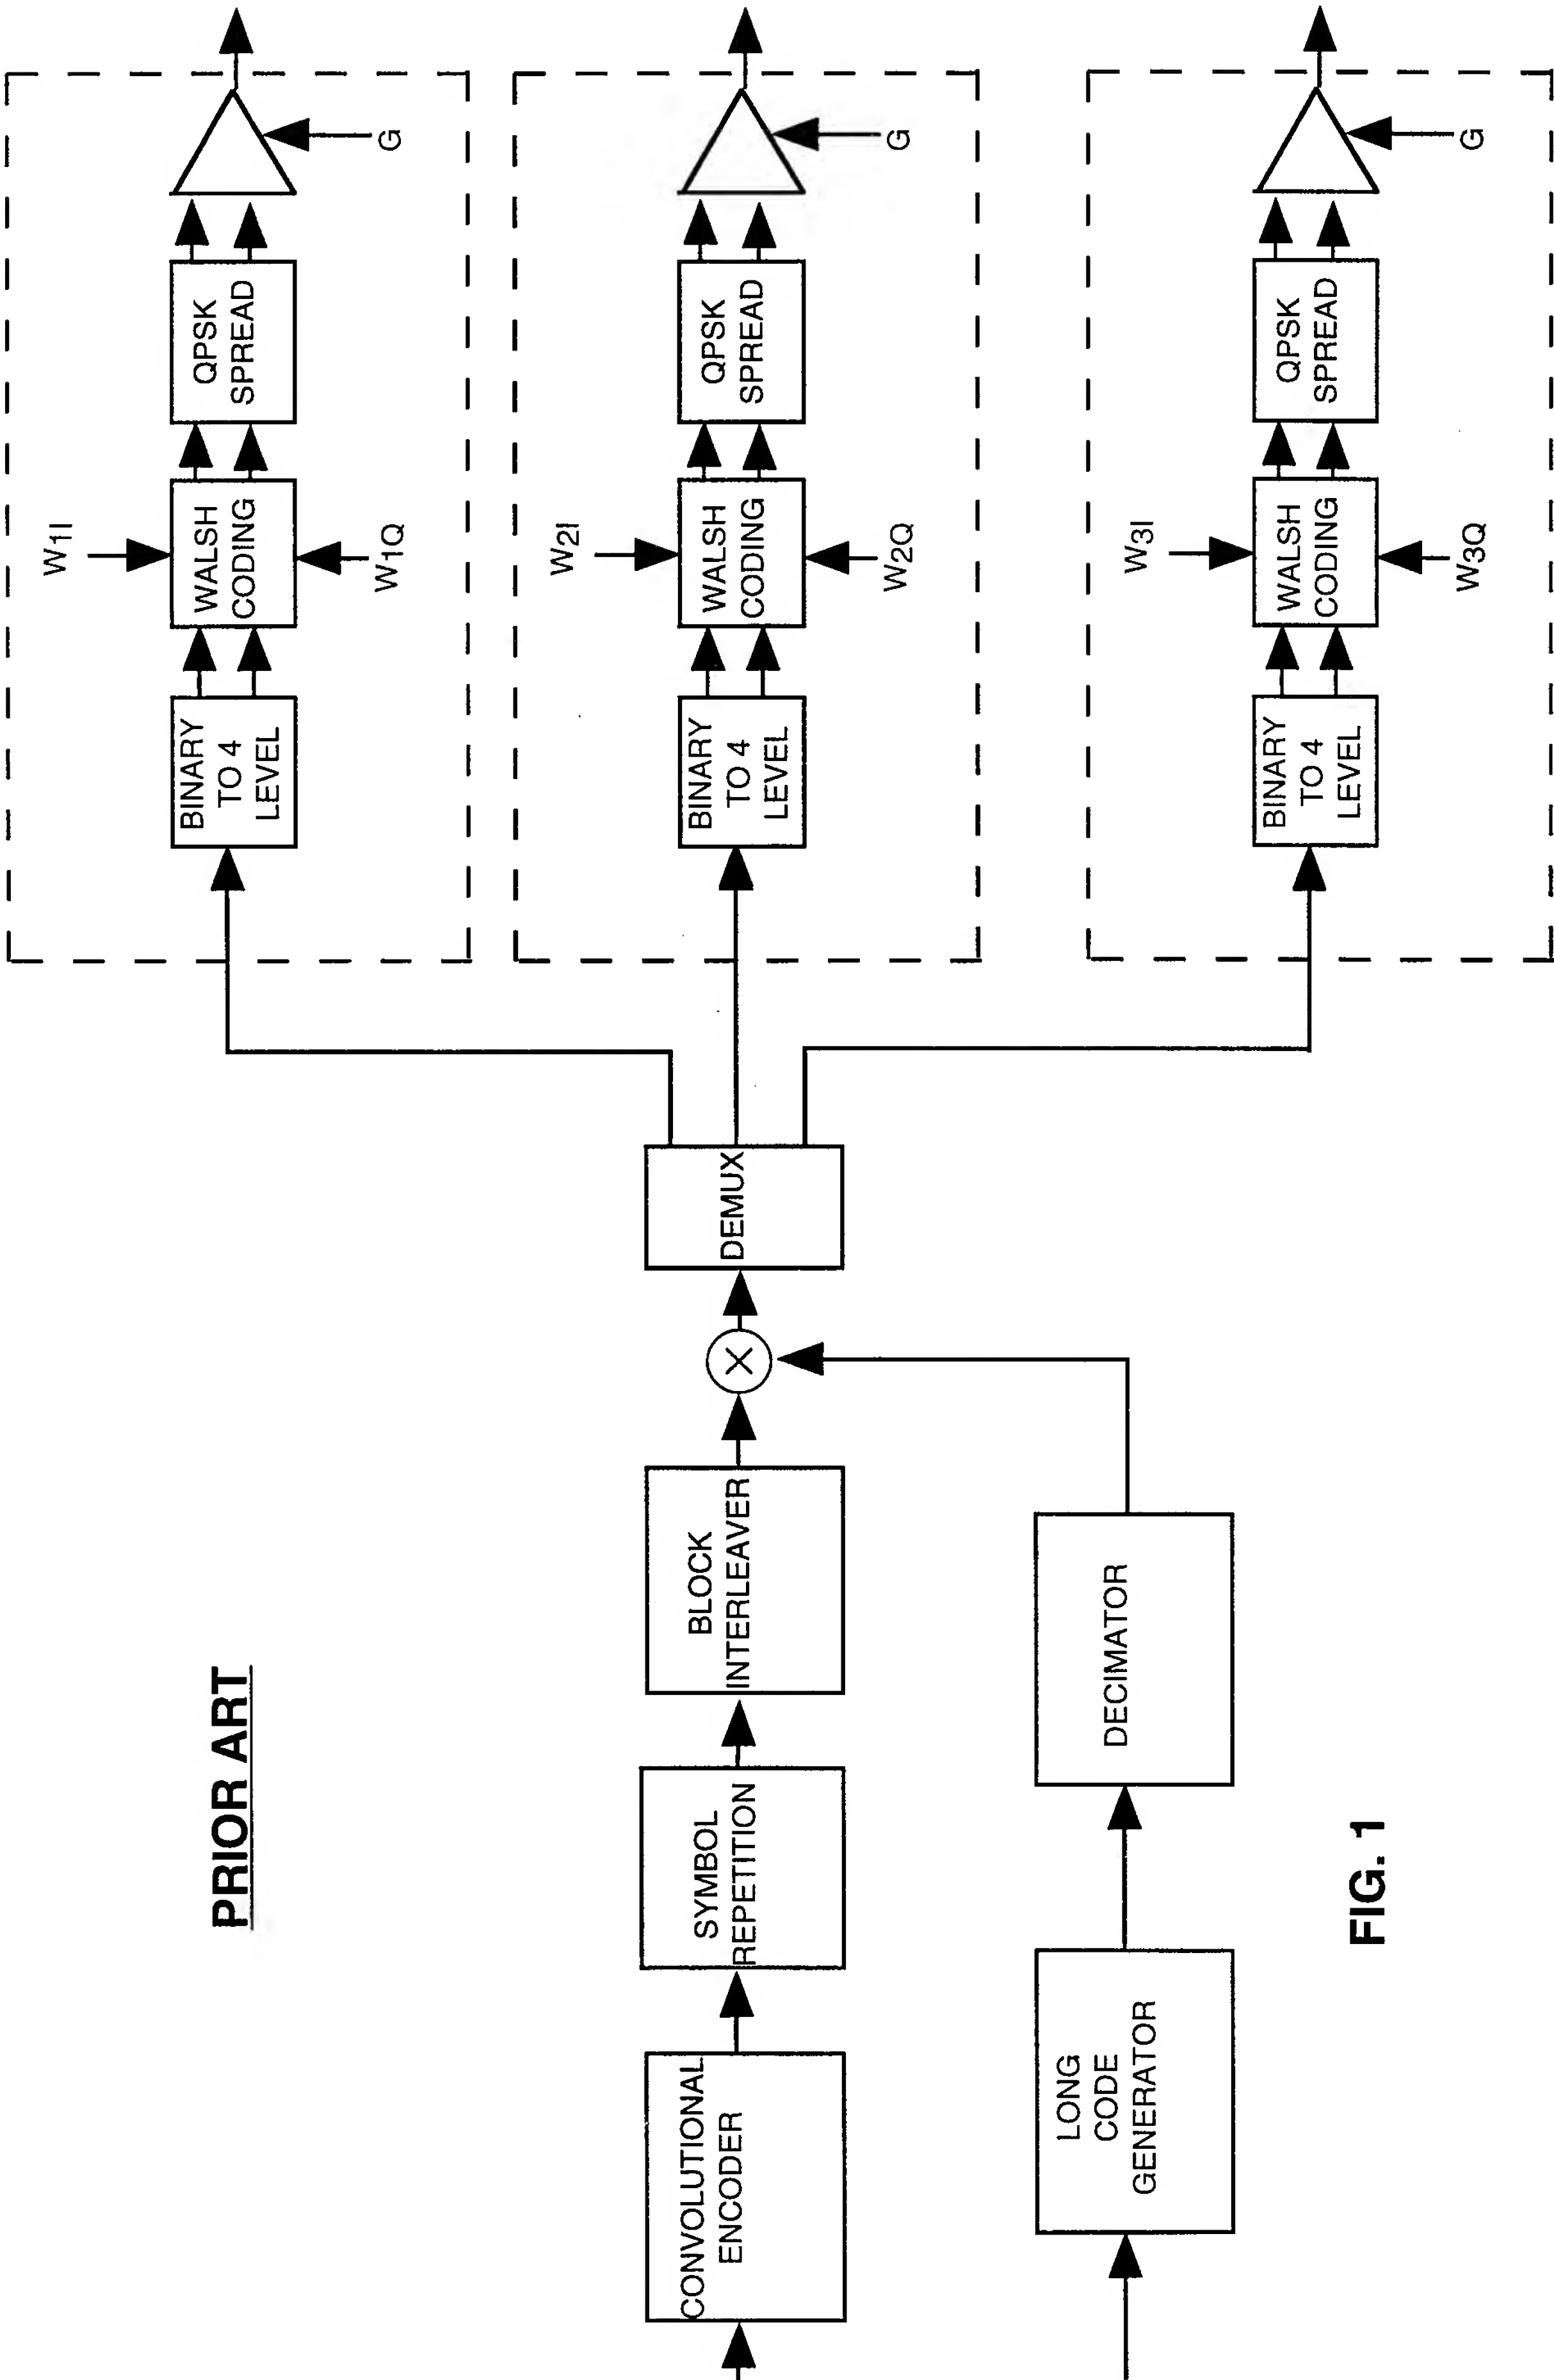 PRIOR ART
CONVOLUTIONAL
ENCODER
SYMBOL
REPETITION
BLOCK
INTERLEAVER
X
DEMUX
LONG
CODE
GENERATOR
DECIMATOR
BINARY
TO 4
LEVEL
W1I
WALSH
CODING
W1Q
QPSK
SPREAD
G
BINARY
TO 4
LEVEL
W2I
WALSH
CODING
W2Q
QPSK
SPREAD
G
BINARY
TO 4
LEVEL
W3I
WALSH
CODING
W3Q
QPSK
SPREAD
G
FIG. 1